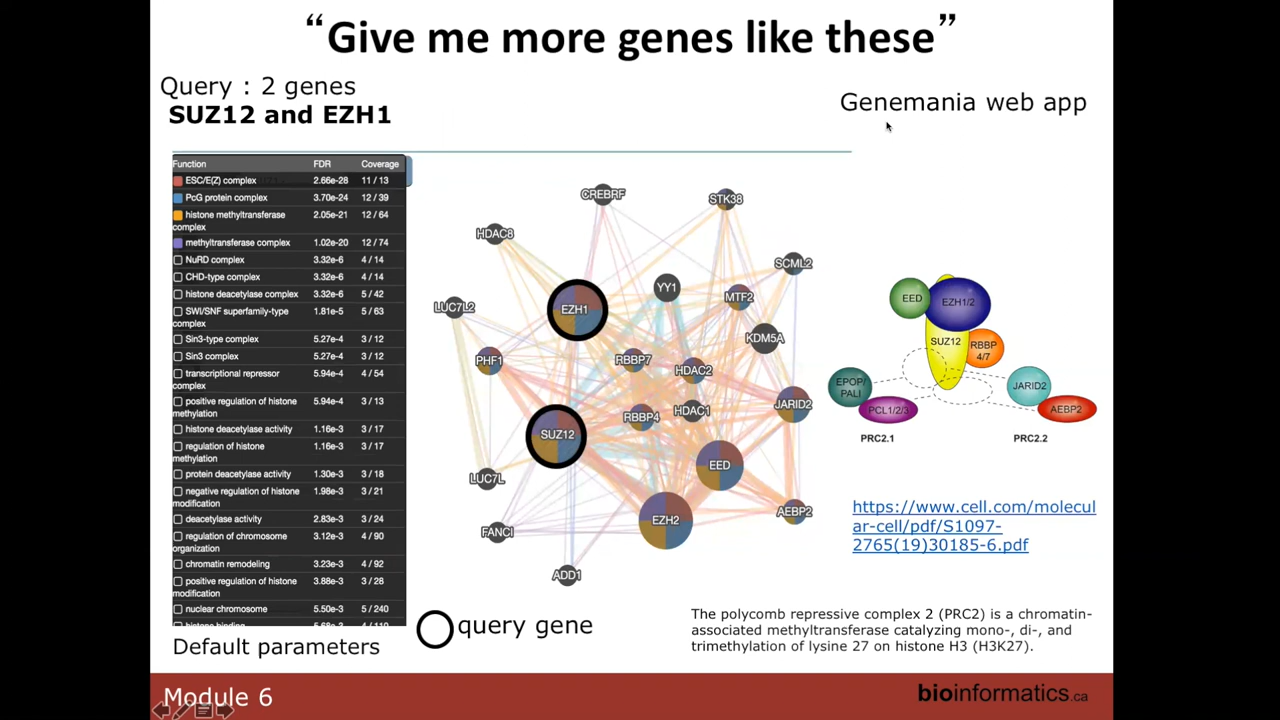 “Give me more genes like these”
Query : 2 genes
SUZ12 and EZH1
Genemania web app
Function FDR Coverage
ESC/E(Z) complex 2.66e-28 11 / 13
PcG protein complex 3.70e-24 12 / 39
histone methyltransferase 2.05e-21 12 / 64
complex
methyltransferase complex 1.02e-20 12 / 74
NuRD complex 3.32e-6 4 / 14
CHD-type complex 3.32e-6 4 / 14
histone deacetylase complex 3.32e-6 5 / 42
SWI/SNF superfamily-type 1.81e-5 5 / 63
complex
Sin3-type complex 5.27e-4 3 / 12
Sin3 complex 5.27e-4 3 / 12
transcriptional repressor 5.94e-4 4 / 54
complex
positive regulation of histone 5.94e-4 3 / 13
methylation
histone deacetylase activity 1.16e-3 3 / 17
regulation of histone 1.16e-3 3 / 17
methylation
protein deacetylase activity 1.30e-3 3 / 18
negative regulation of histone 1.98e-3 3 / 21
modification
deacetylase activity 2.83e-3 3 / 24
regulation of chromosome 3.12e-3 4 / 90
organization
chromatin remodeling 3.23e-3 4 / 92
positive regulation of histone 3.88e-3 3 / 28
modification
nuclear chromosome 5.50e-3 5 / 240
histone binding 5.68e-3 4 / 110
Default parameters
CREBRF
STK38
HDAC8
SCML2
YY1
MTF2
EZH1
LUC7L2
KDM5A
PHF1
RBBP7
HDAC2
JARID2
RBBP4
HDAC1
SUZ12
EED
LUC7L
AEBP2
EZH2
FANCI
ADD1
query gene
EED
EZH1/2
SUZ12
RBBP
4/7
EPOP/
PALI
JARID2
PCL1/2/3
AEBP2
PRC2.1
PRC2.2
https://www.cell.com/molecul
ar-cell/pdf/S1097-
2765(19)30185-6.pdf
The polycomb repressive complex 2 (PRC2) is a chromatin-
associated methyltransferase catalyzing mono-, di-, and
trimethylation of lysine 27 on histone H3 (H3K27).
Module 6
bioinformatics.ca